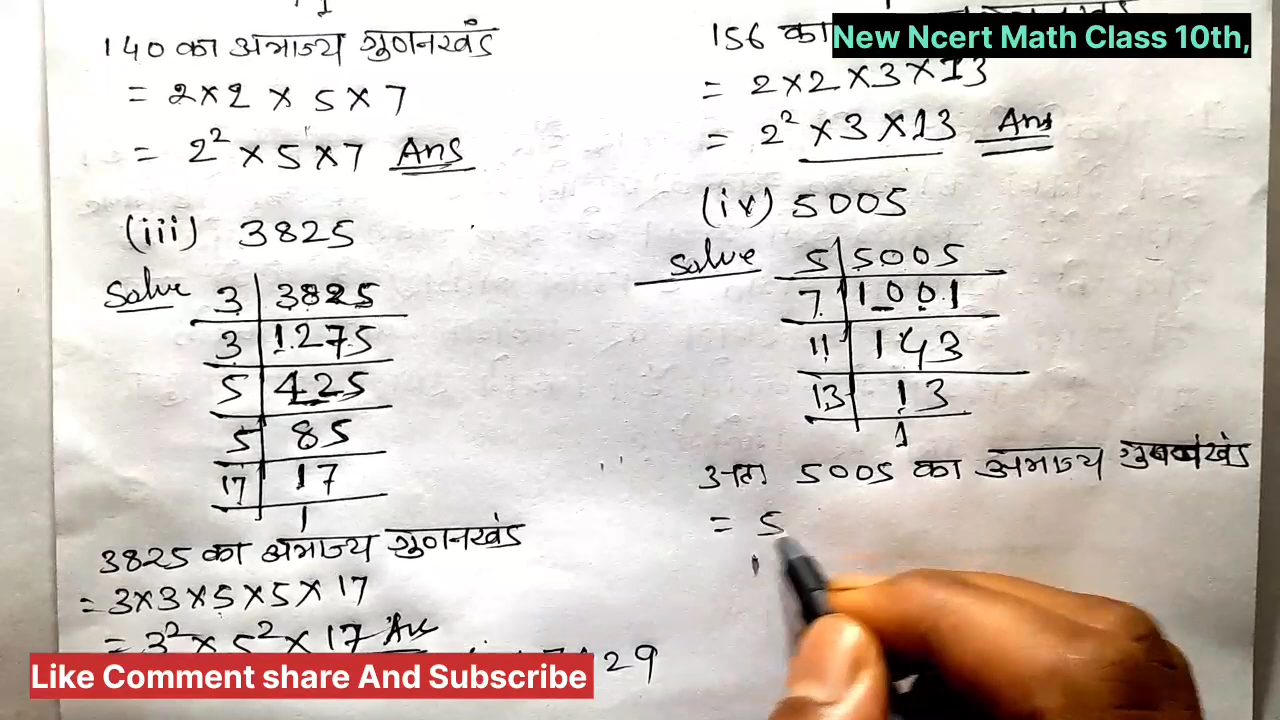 140 का अभाज्य गुणनखंड
= 2×2 × 5×7
= 2² × 5 × 7 Ans
(iii) 3825
Solve 3 | 3825
3 | 1275
5 | 425
5 | 85
17 | 17
1
3825 का अभाज्य गुणनखंड
= 3×3×5×5×17
= 3² × 5² × 17 Ans
29
Like Comment share And Subscribe
156 का
New Ncert Math Class 10th,
= 2×2×3×13
= 2² × 3 × 13 Ans
(iv) 5005
Solve 5 | 5005
7 | 1001
11 | 143
13 | 13
1
अतः 5005 का अभाज्य गुणनखंड
= 5